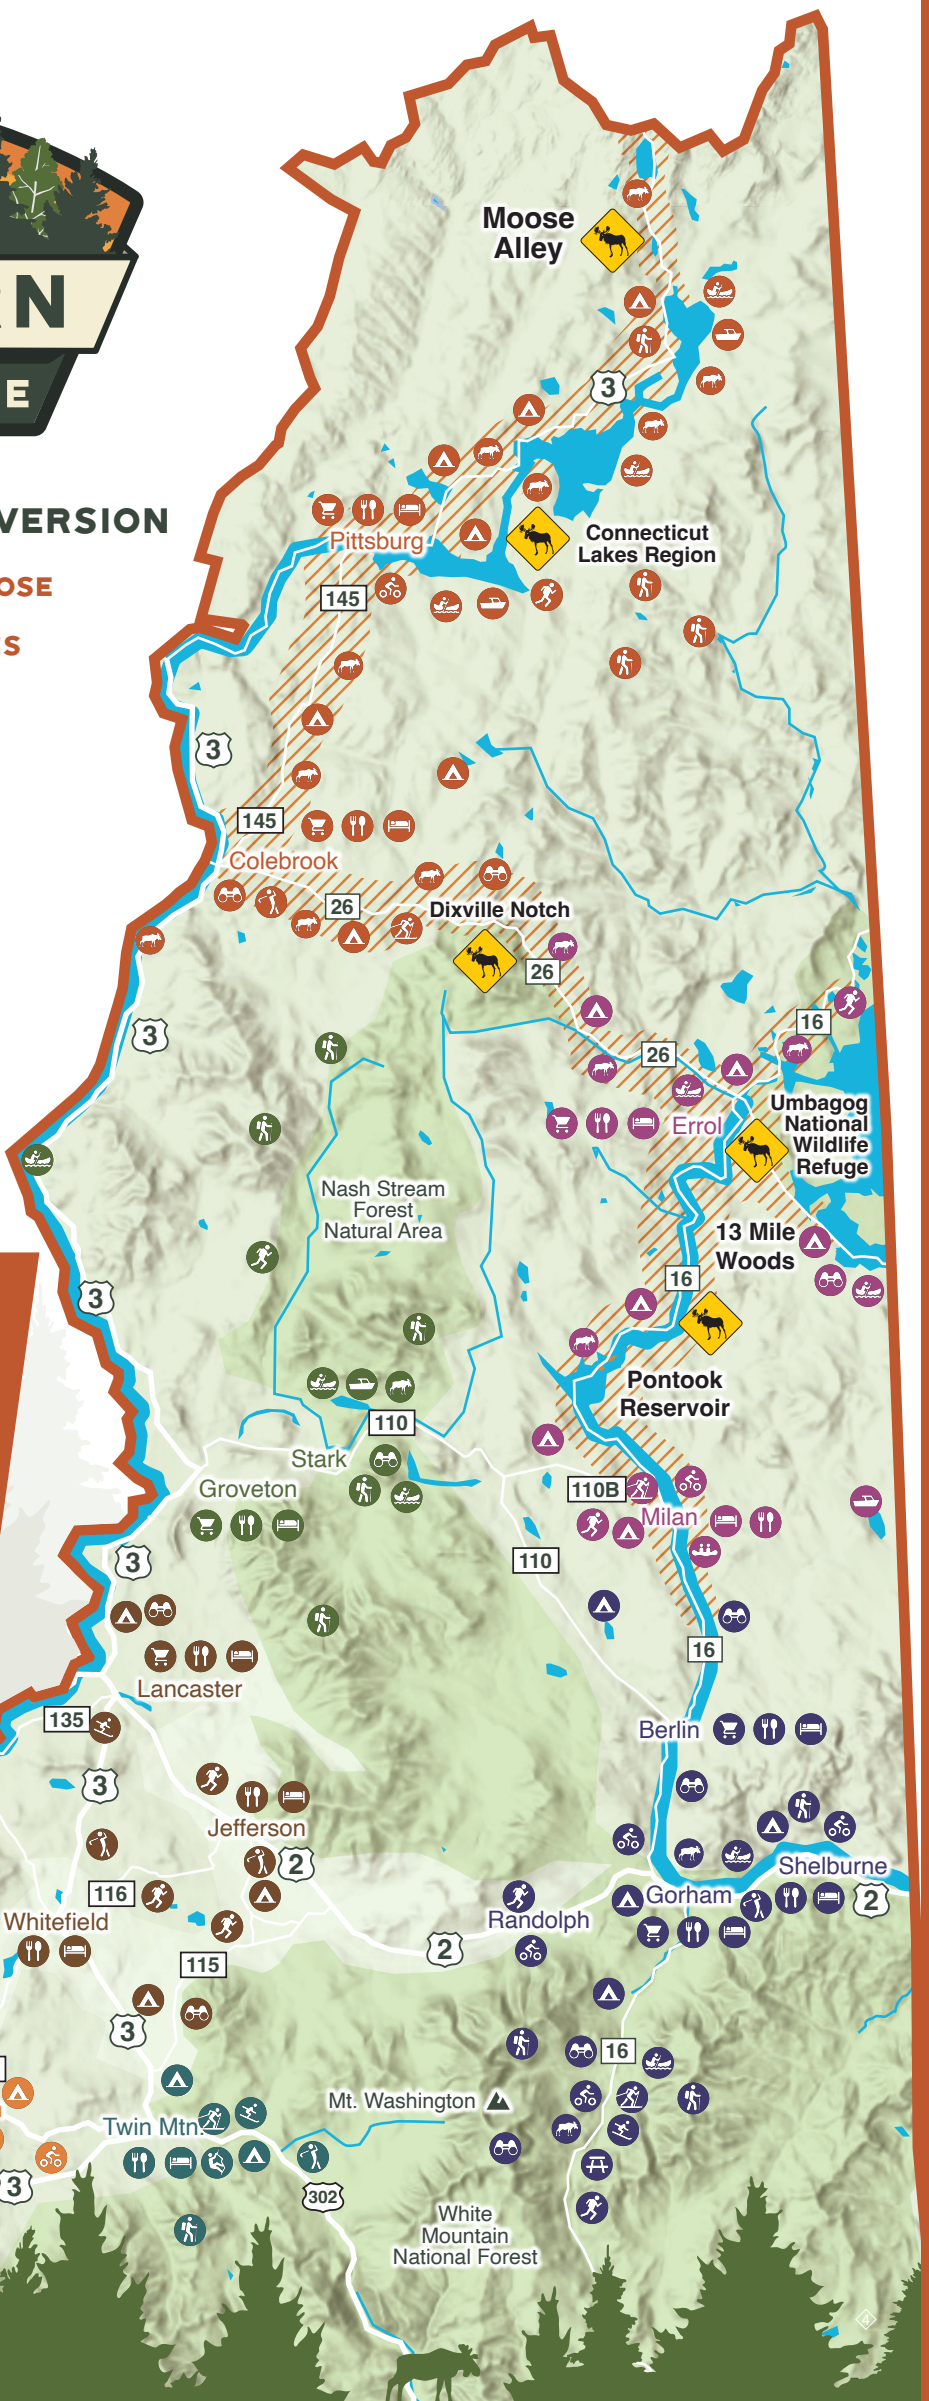 RN
E
VERSION
OSE
S
Moose
Alley
3
Connecticut
Lakes Region
Pittsburg
145
3
145
Colebrook
26
Dixville Notch
26
3
16
26
Errol
Umbagog
National
Wildlife
Refuge
Nash Stream
Forest
Natural Area
13 Mile
Woods
3
16
Pontook
Reservoir
110
Stark
Groveton
110B
Milan
3
110
16
Lancaster
135
Berlin
3
Jefferson
2
Shelburne
116
Gorham
2
Whitefield
Randolph
2
115
3
16
Mt. Washington
Twin Mtn.
3
302
White
Mountain
National Forest
4